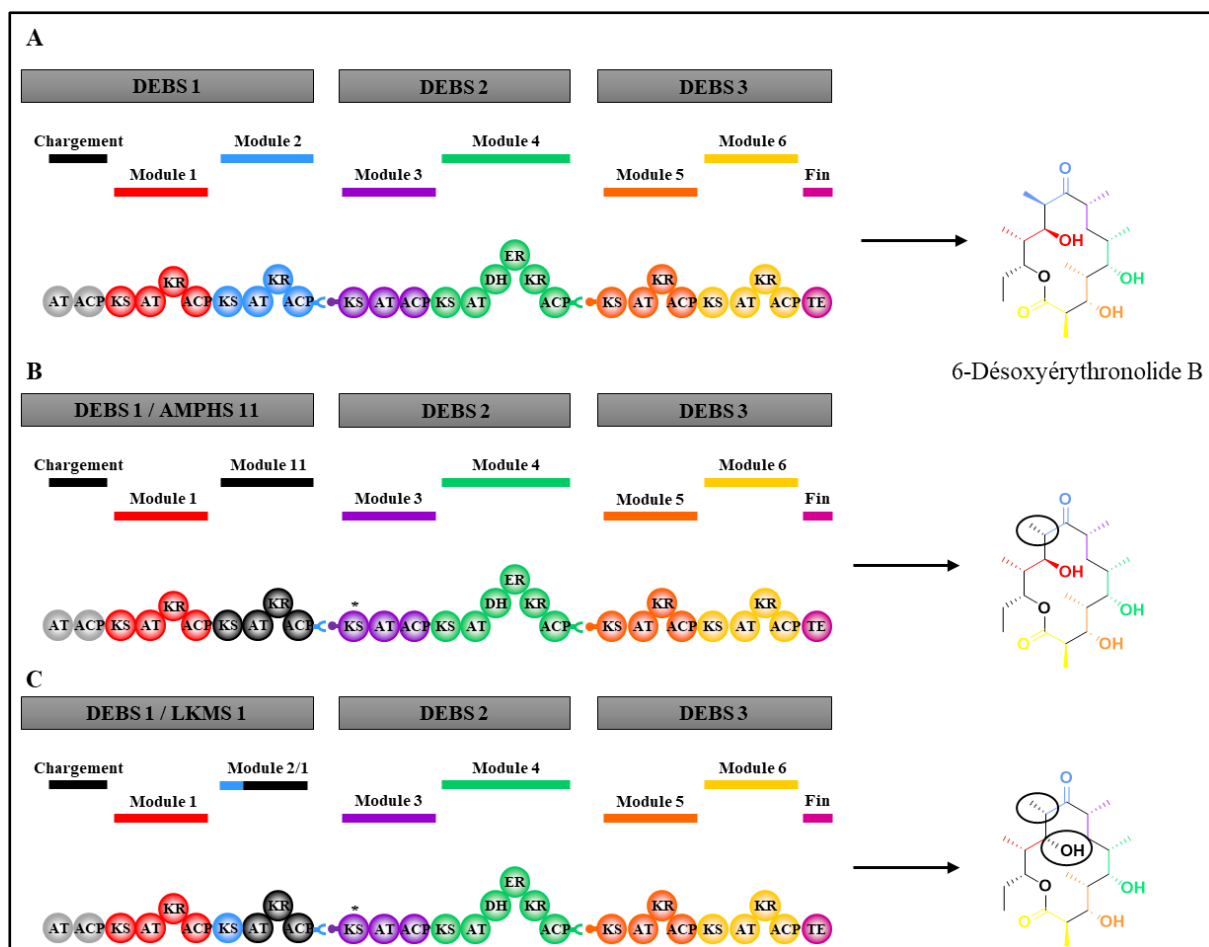 A
DEBS 1 DEBS 2 DEBS 3
Chargement Module 2 Module 4 Module 6
Module 1 Module 3 Module 5 Fin
O
OH
O
OH
O
OH
ER
KR KR DH KR KR KR
AT ACP KS AT ACP KS AT ACP KS AT ACP KS AT ACP KS AT ACP KS AT ACP TE
6-Désoxyérythronolide B
B
DEBS 1 / AMPHS 11 DEBS 2 DEBS 3
Chargement Module 11 Module 4 Module 6
Module 1 Module 3 Module 5 Fin
O
OH
O
OH
O
OH
ER
KR KR DH KR KR KR
*
AT ACP KS AT ACP KS AT ACP KS AT ACP KS AT ACP KS AT ACP KS AT ACP TE
C
DEBS 1 / LKMS 1 DEBS 2 DEBS 3
Chargement Module 2/1 Module 4 Module 6
Module 1 Module 3 Module 5 Fin
O
OH
O
OH
O
OH
ER
KR KR DH KR KR KR
*
AT ACP KS AT ACP KS AT ACP KS AT ACP KS AT ACP KS AT ACP KS AT ACP TE